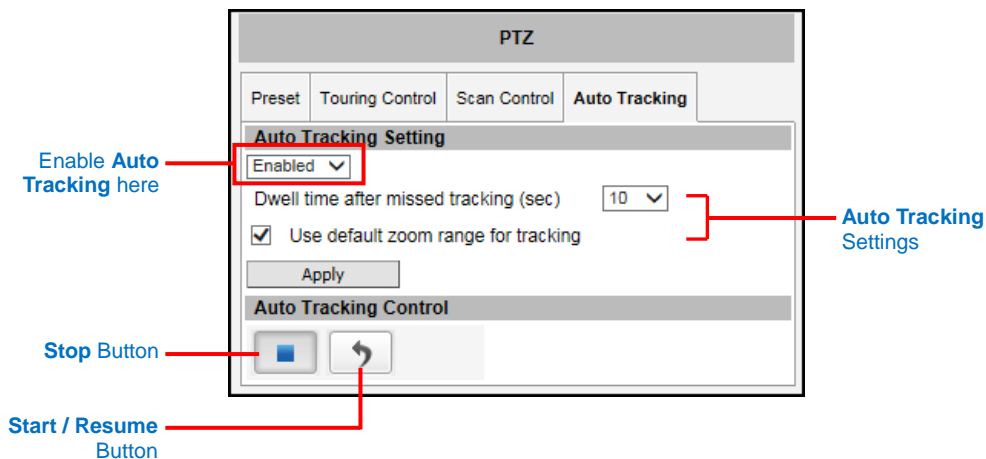 PTZ
Preset Touring Control Scan Control Auto Tracking
Auto Tracking Setting
Enable Auto
Tracking here
Enabled
Dwell time after missed tracking (sec) 10
Use default zoom range for tracking
Auto Tracking
Settings
Apply
Auto Tracking Control
Stop Button
Start / Resume
Button